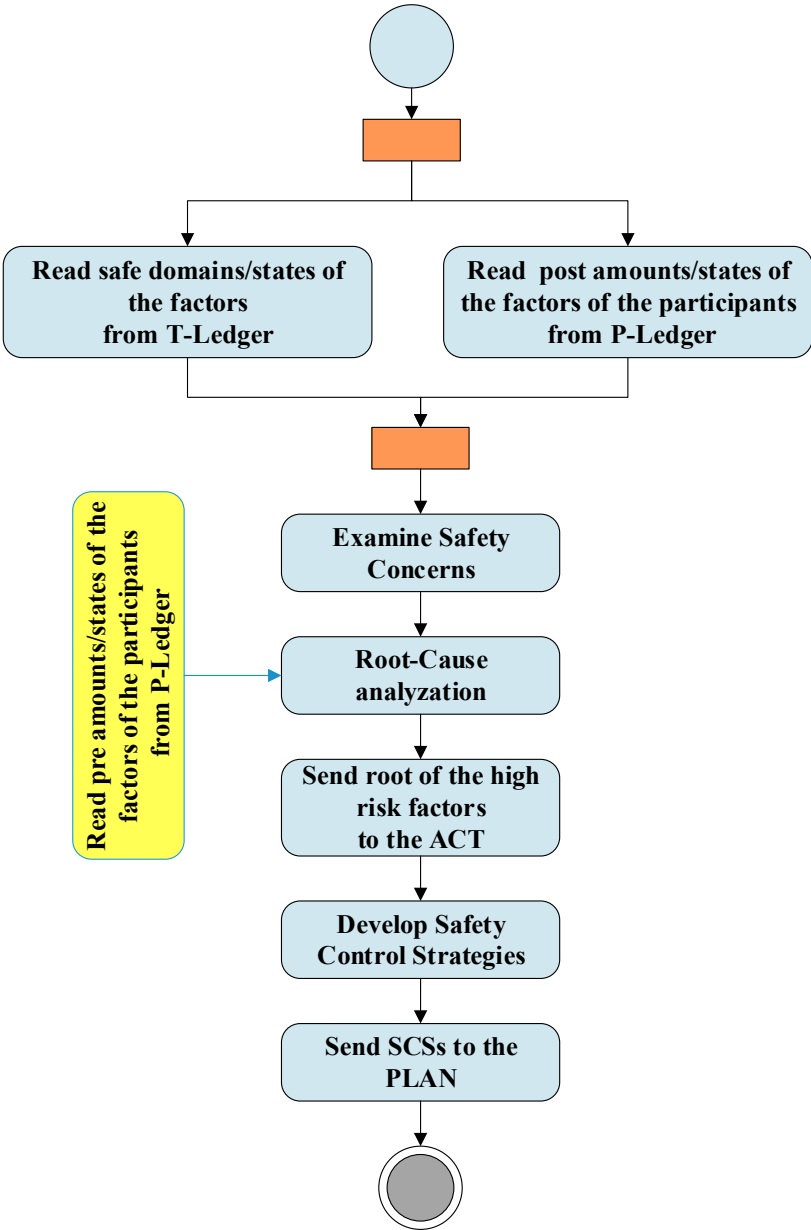 Read safe domains/states of
the factors
from T-Ledger
Read post amounts/states of
the factors of the participants
from P-Ledger
Examine Safety
Concerns
Read pre amounts/states of the
factors of the participants
from P-Ledger
Root-Cause
analyzation
Send root of the high
risk factors
to the ACT
Develop Safety
Control Strategies
Send SCSs to the
PLAN